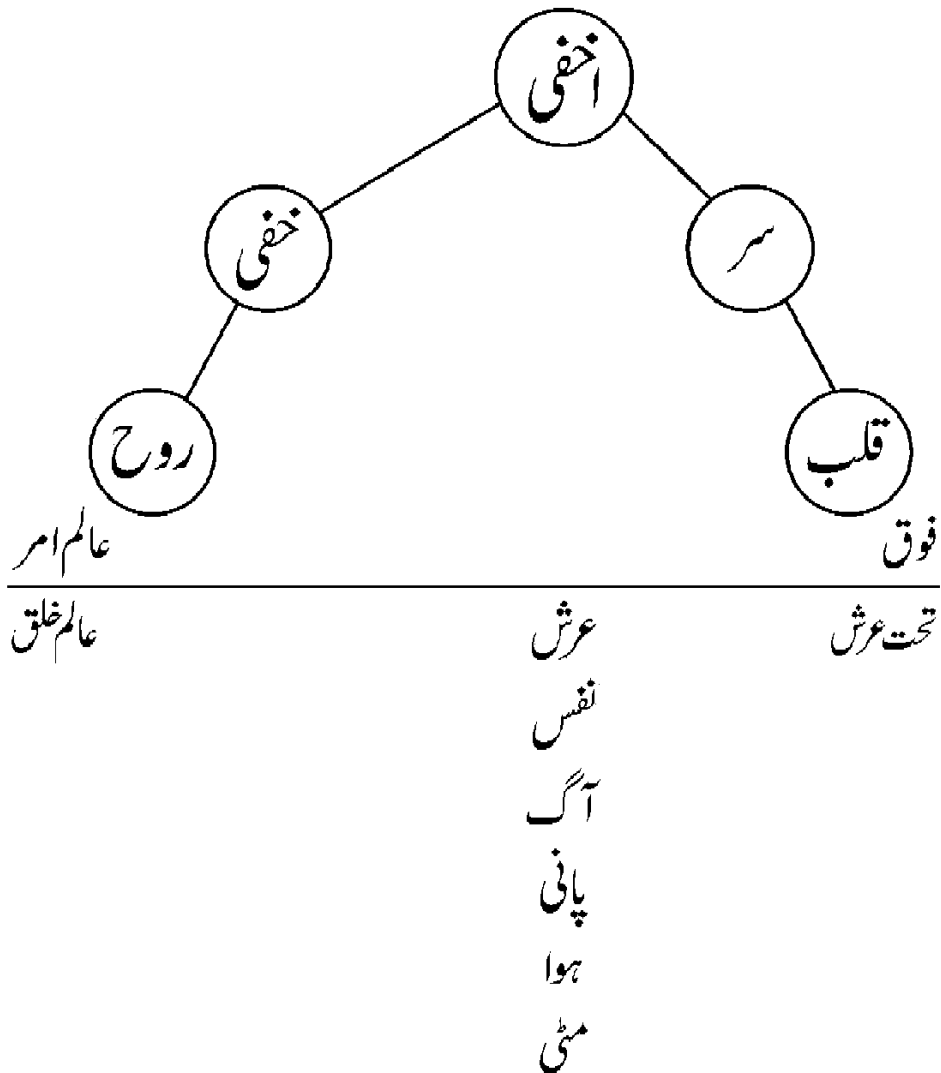 اخفی
سر
خفی
قلب
روح
فوق
عالم امر
تحت عرش
عرش
عالم خلق
نفس
آگ
پانی
ہوا
مٹی